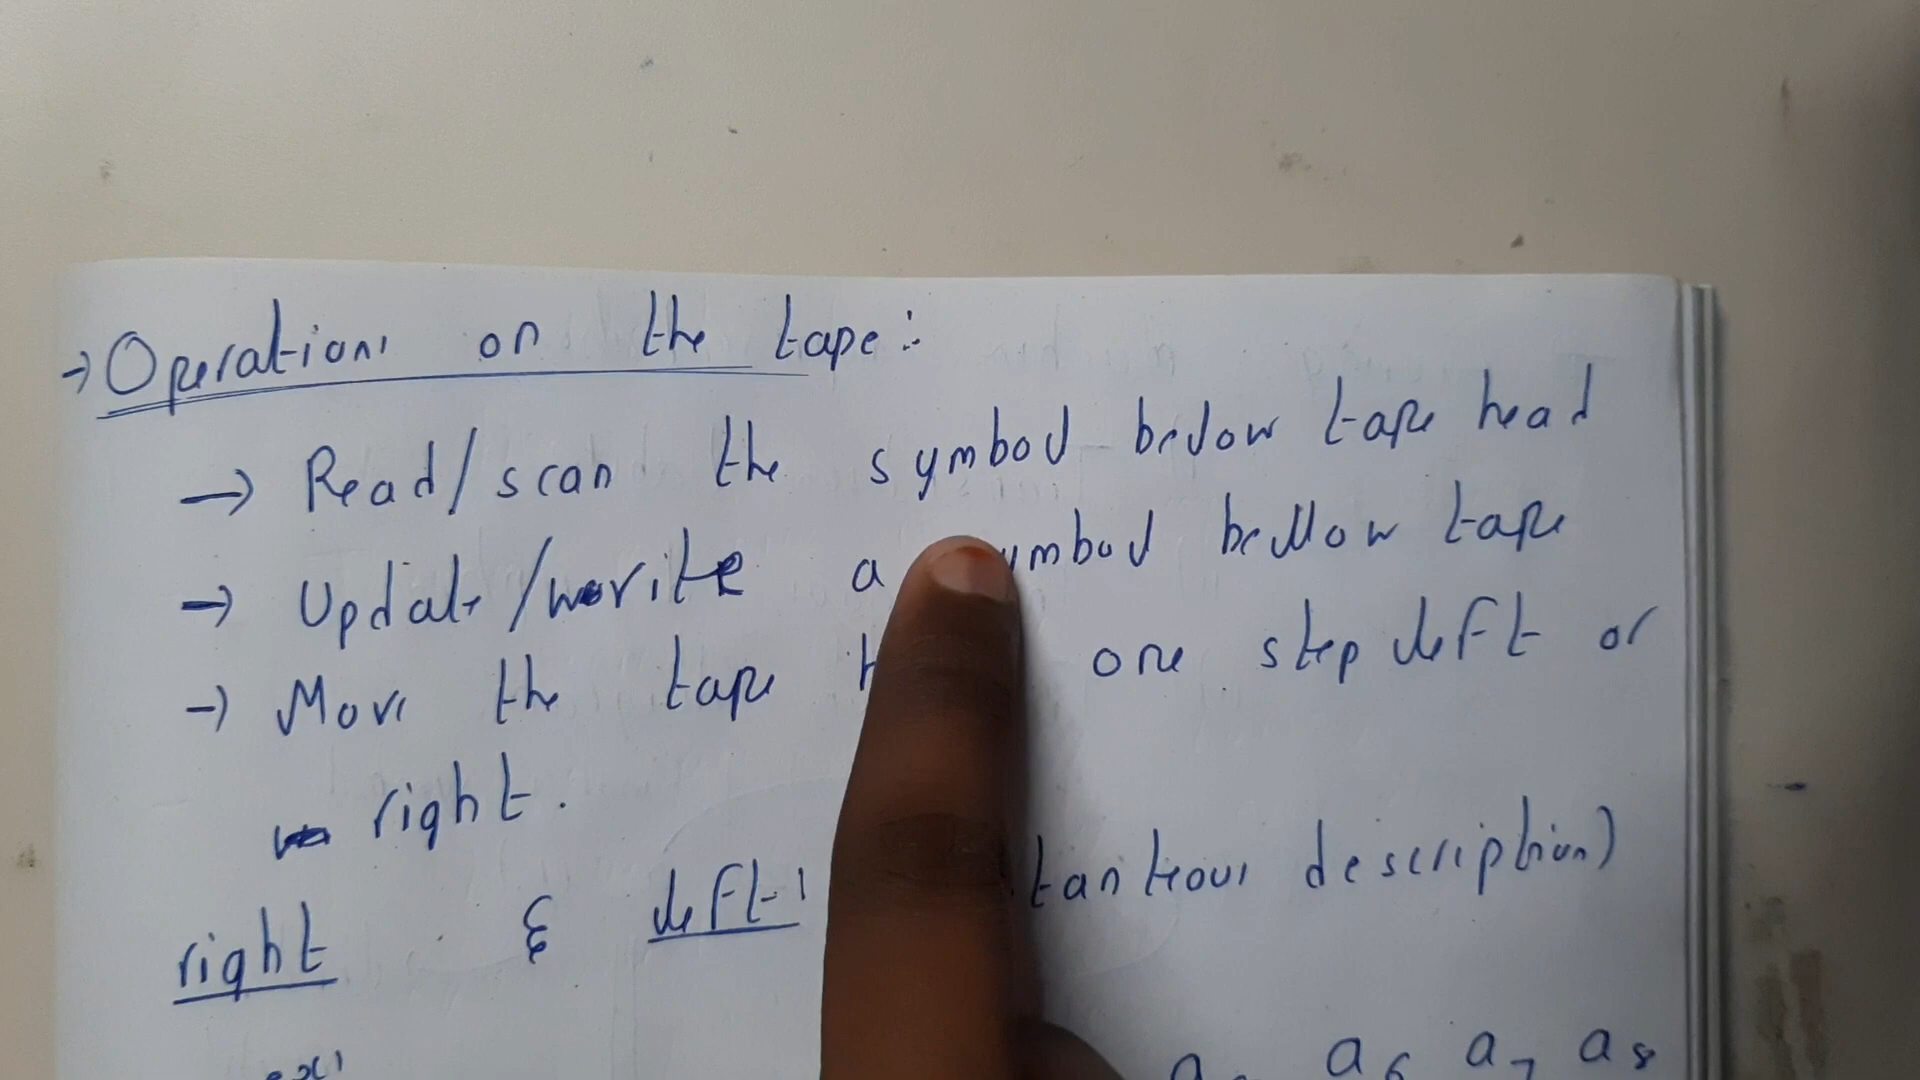 → Operations on the tape:
→ Read/scan the symbol below tape head
→ Update/write a symbol bellow tape
→ Move the tape one step left or
right.
right & left description)
a6 a7 a8